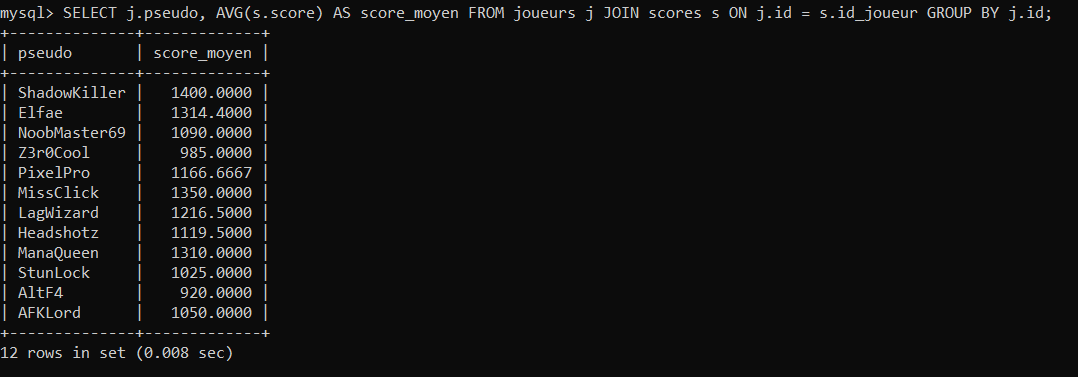 mysql> SELECT j.pseudo, AVG(s.score) AS score_moyen FROM joueurs j JOIN scores s ON j.id = s.id_joueur GROUP BY j.id;
+--------------+-------------+
| pseudo       | score_moyen |
+--------------+-------------+
| ShadowKiller |   1400.0000 |
| Elfae        |   1314.4000 |
| NoobMaster69 |   1090.0000 |
| Z3r0Cool     |    985.0000 |
| PixelPro     |   1166.6667 |
| MissClick    |   1350.0000 |
| LagWizard    |   1216.5000 |
| Headshotz    |   1119.5000 |
| ManaQueen    |   1310.0000 |
| StunLock     |   1025.0000 |
| AltF4        |    920.0000 |
| AFKLord      |   1050.0000 |
+--------------+-------------+
12 rows in set (0.008 sec)